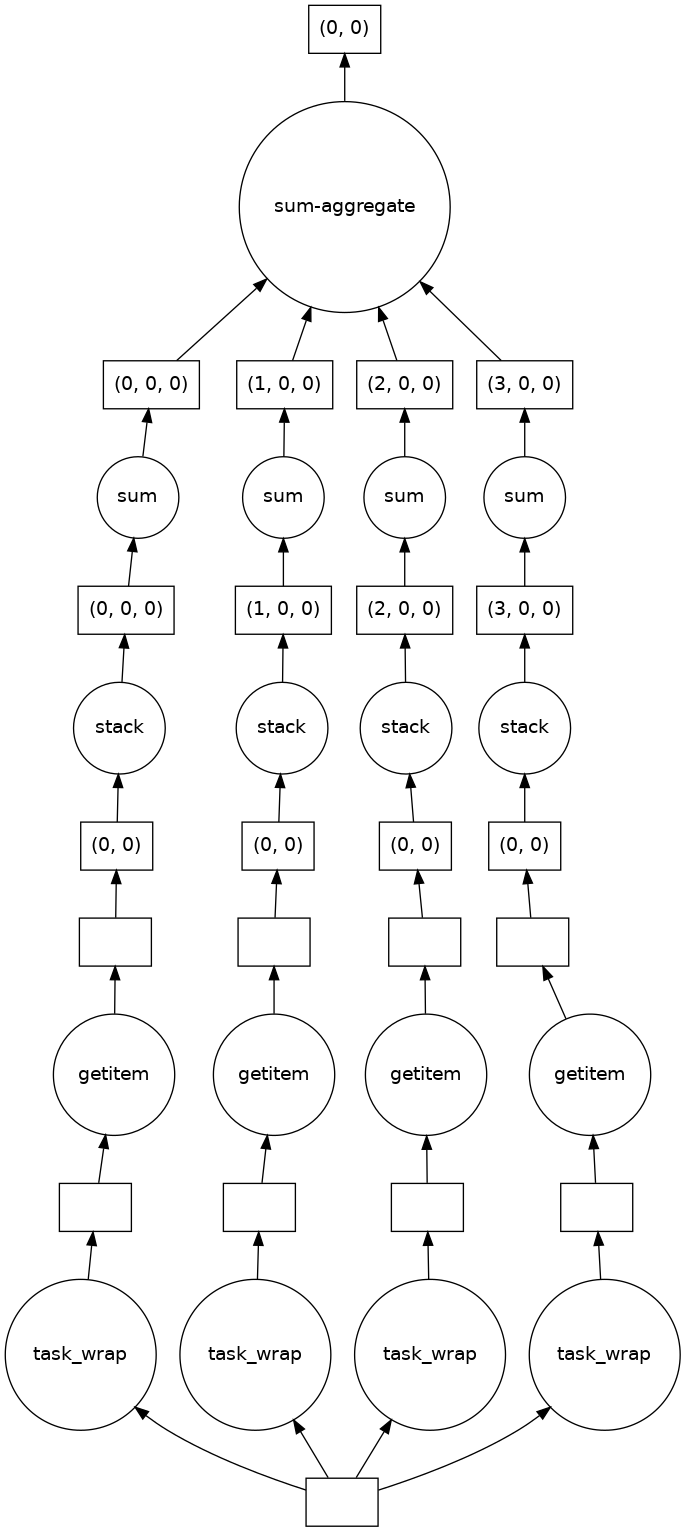 (0, 0)
sum-aggregate
(0, 0, 0)
(1, 0, 0)
(2, 0, 0)
(3, 0, 0)
sum
sum
sum
sum
(0, 0, 0)
(1, 0, 0)
(2, 0, 0)
(3, 0, 0)
stack
stack
stack
stack
(0, 0)
(0, 0)
(0, 0)
(0, 0)
getitem
getitem
getitem
getitem
task_wrap
task_wrap
task_wrap
task_wrap